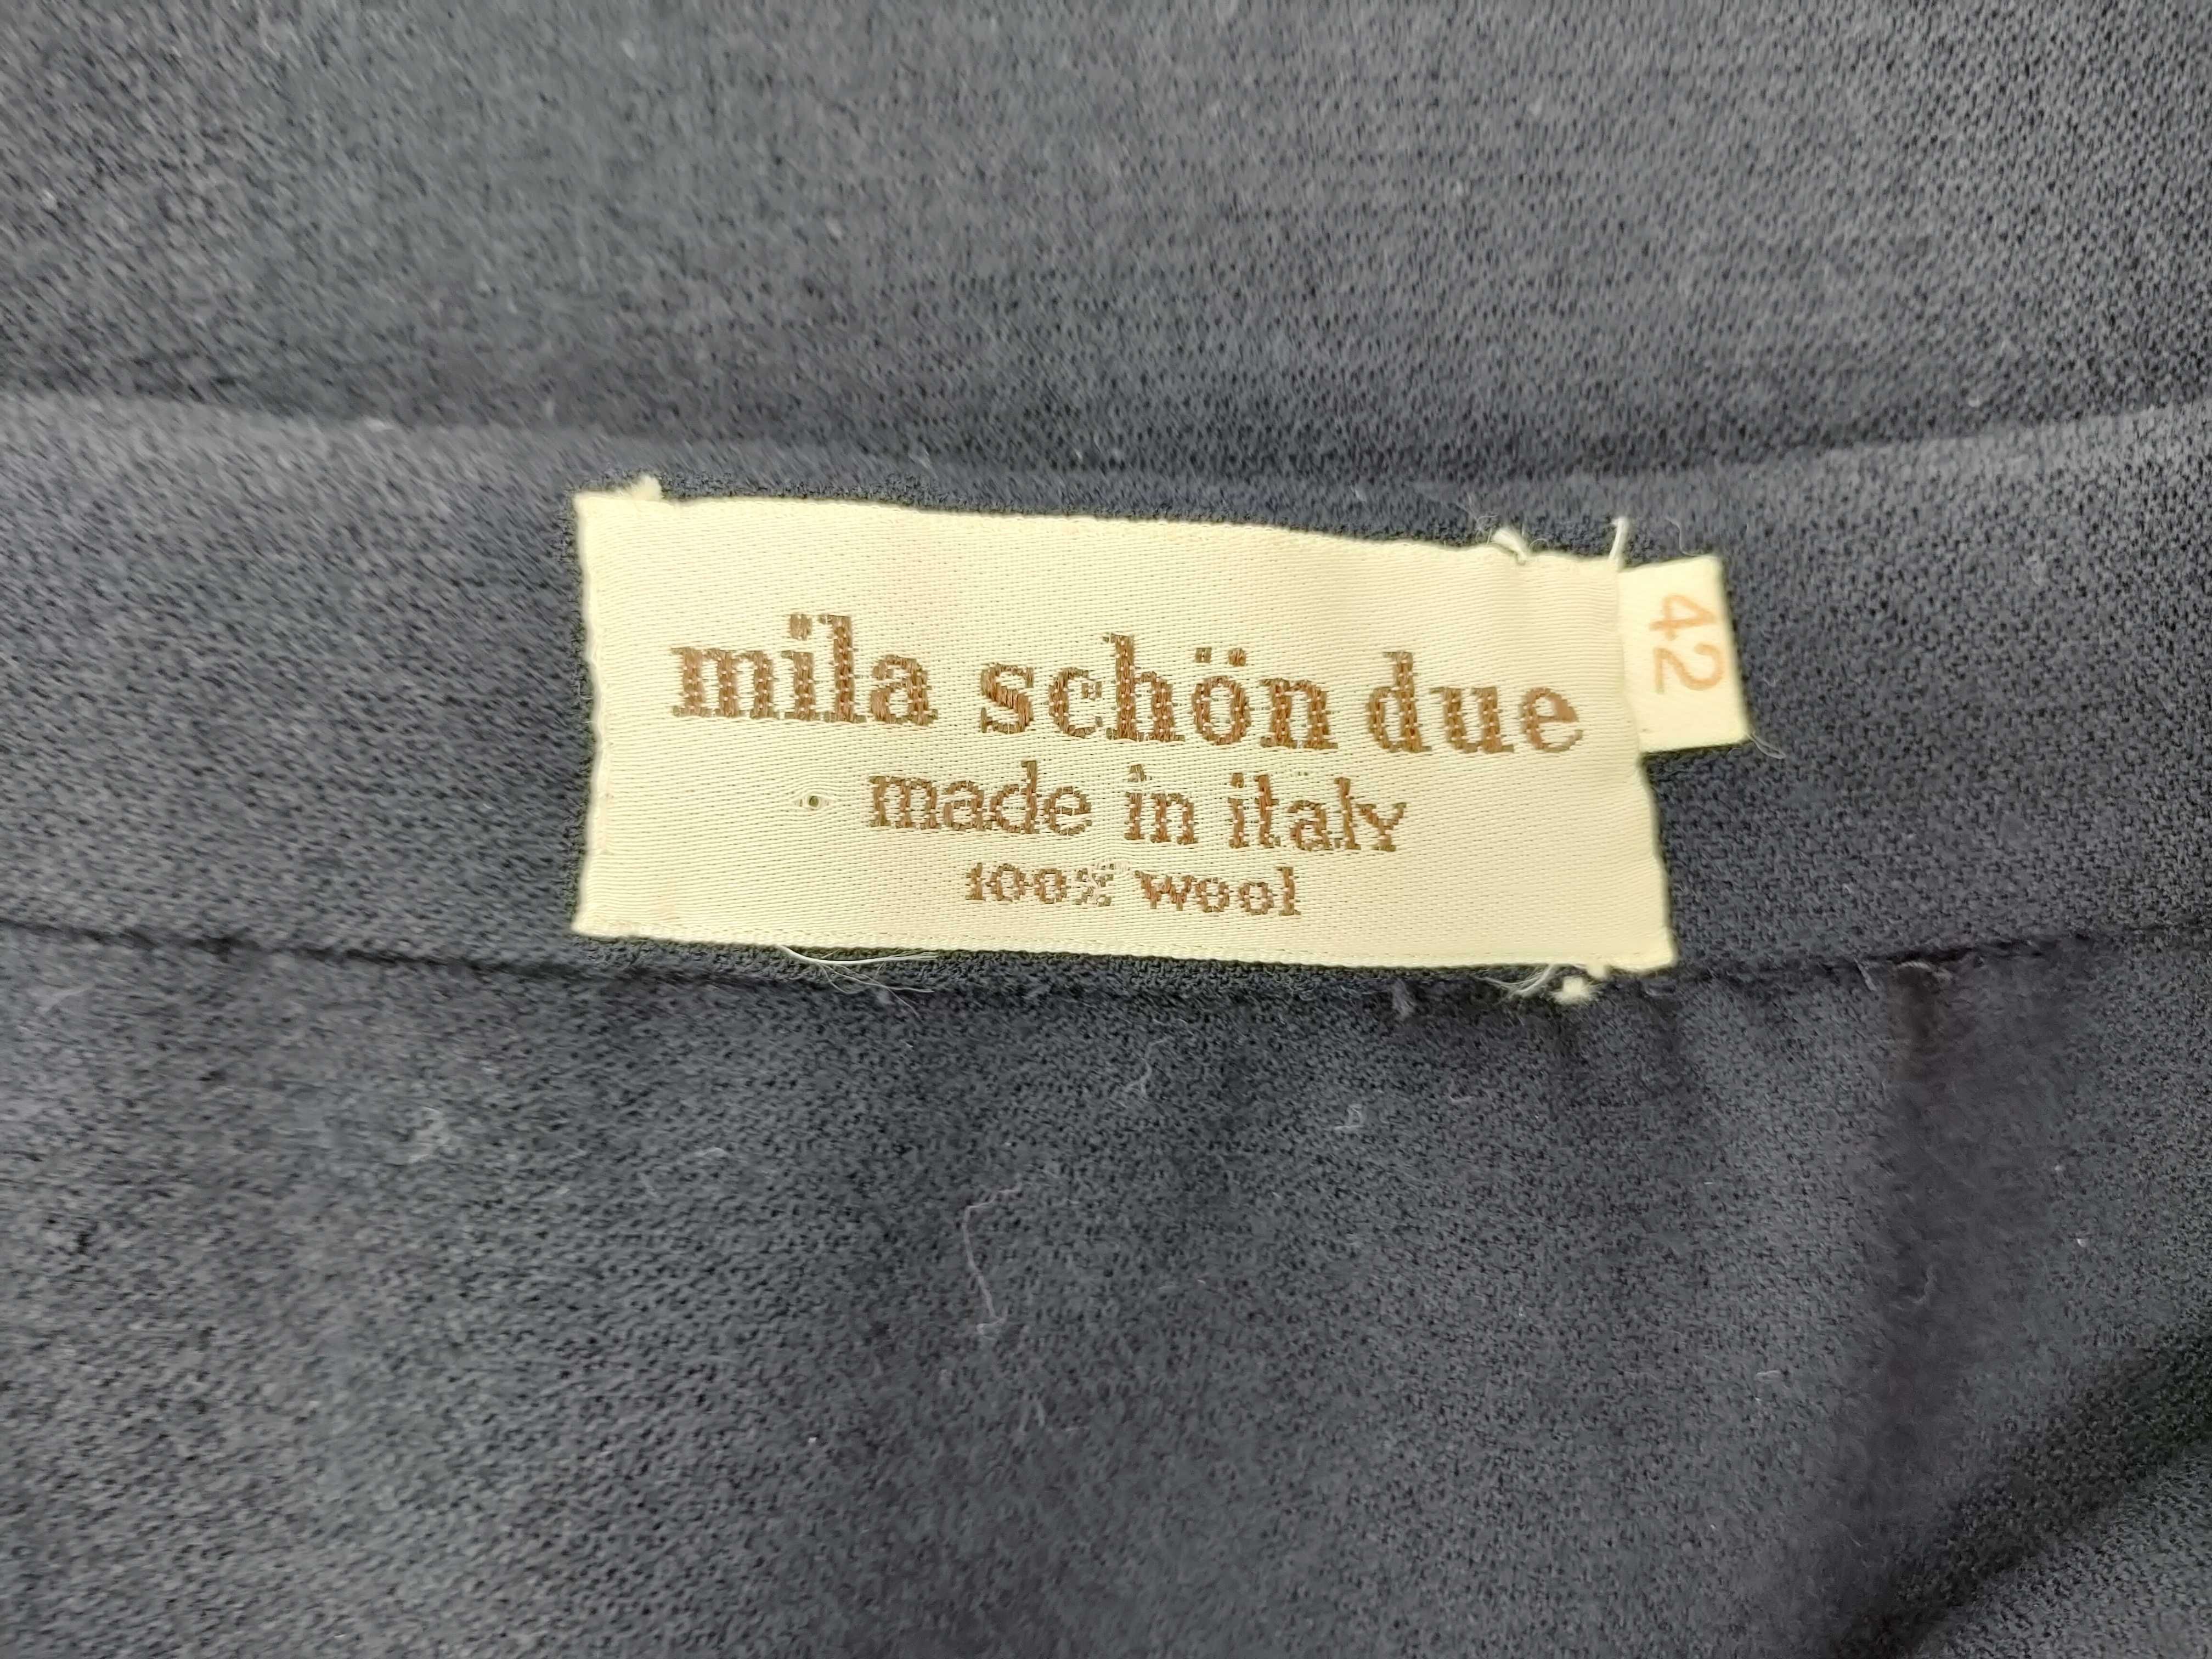 mila schön due
made in italy
100% wool
42